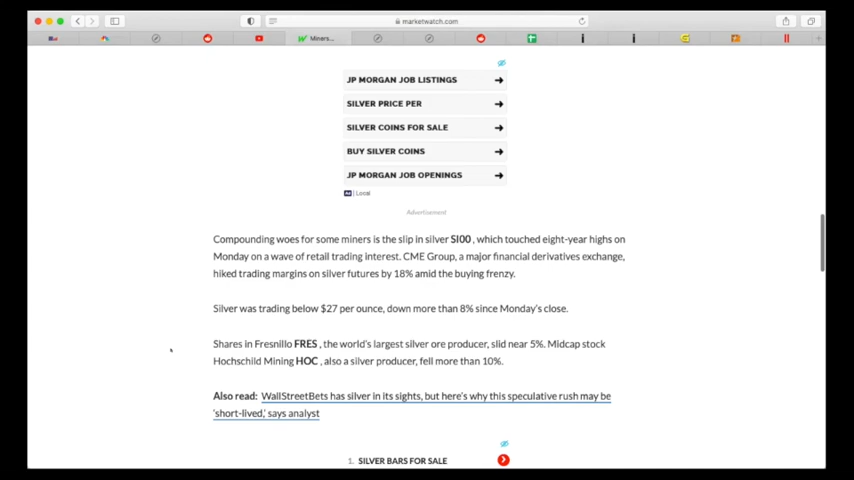 marketwatch.com
Miners...
JP MORGAN JOB LISTINGS
SILVER PRICE PER
SILVER COINS FOR SALE
BUY SILVER COINS
JP MORGAN JOB OPENINGS
Ad | Local
Advertisement
Compounding woes for some miners is the slip in silver SI00 , which touched eight-year highs on
Monday on a wave of retail trading interest. CME Group, a major financial derivatives exchange,
hiked trading margins on silver futures by 18% amid the buying frenzy.
Silver was trading below $27 per ounce, down more than 8% since Monday's close.
Shares in Fresnillo FRES , the world's largest silver ore producer, slid near 5%. Midcap stock
Hochschild Mining HOC , also a silver producer, fell more than 10%.
Also read: WallStreetBets has silver in its sights, but here's why this speculative rush may be
'short-lived,' says analyst
1. SILVER BARS FOR SALE